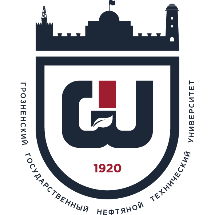 1920
ГРОЗНЕНСКИЙ ГОСУДАРСТВЕННЫЙ НЕФТЯНОЙ ТЕХНИЧЕСКИЙ УНИВЕРСИТЕТ